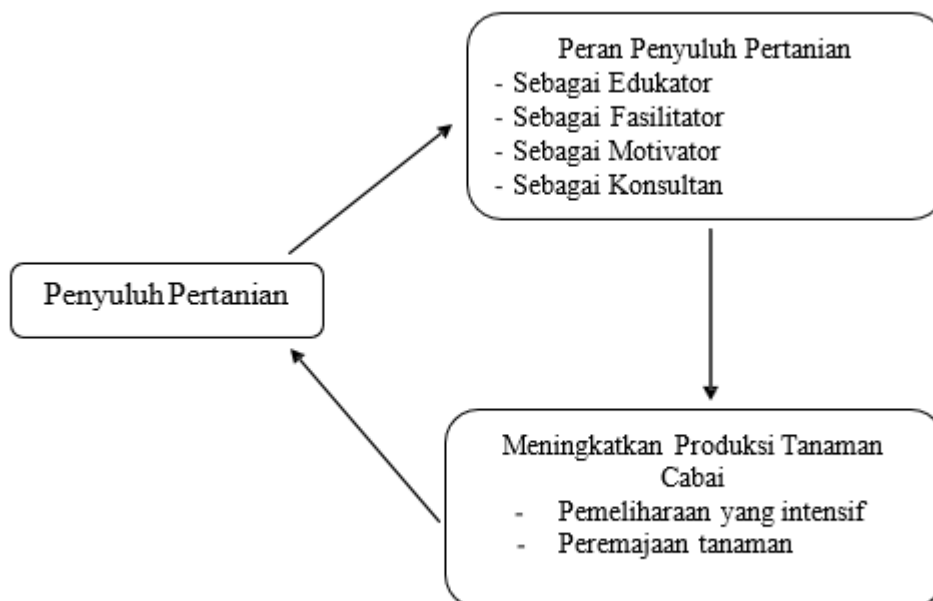 Peran Penyuluh Pertanian
- Sebagai Edukator
- Sebagai Fasilitator
- Sebagai Motivator
- Sebagai Konsultan
Penyuluh Pertanian
Meningkatkan Produksi Tanaman
Cabai
- Pemeliharaan yang intensif
- Peremajaan tanaman